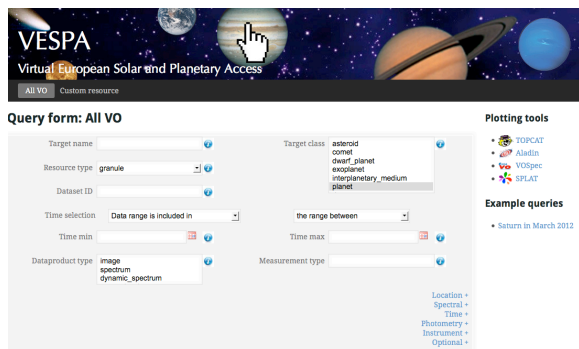 VESPA
Virtual European Solar and Planetary Access
All VO Custom resource
Query form: All VO
Target name
Target class
asteroid
comet
dwarf_planet
exoplanet
interplanetary_medium
planet
Resource type granule
Dataset ID
Time selection Data range is included in the range between
Time min Time max
Dataproduct type
image
spectrum
dynamic_spectrum
Measurement type
Location +
Spectral +
Time +
Photometry +
Instrument +
Optional +
Plotting tools
TOPCAT
Aladin
VOSpec
SPLAT
Example queries
Saturn in March 2012